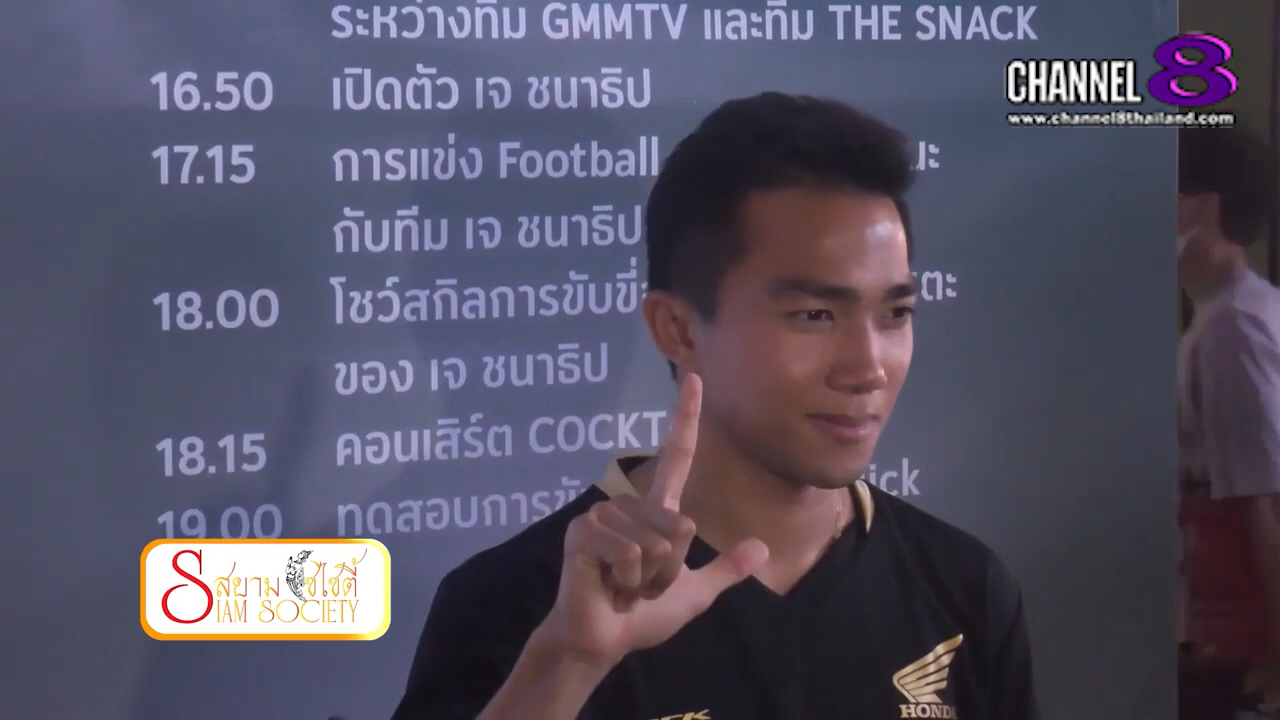 ระหว่างทีม GMMTV และทีม THE SNACK
16.50 เปิดตัว เจ ชนาธิป
17.15 การแข่ง Football
กับทีม เจ ชนาธิป
18.00 โชว์สกิลการขับขี่
ของ เจ ชนาธิป
18.15 คอนเสิร์ต
19.00
CHANNEL 8
www.channel8thailand.com
สยามโซไซตี้
SIAM SOCIETY
HONDA